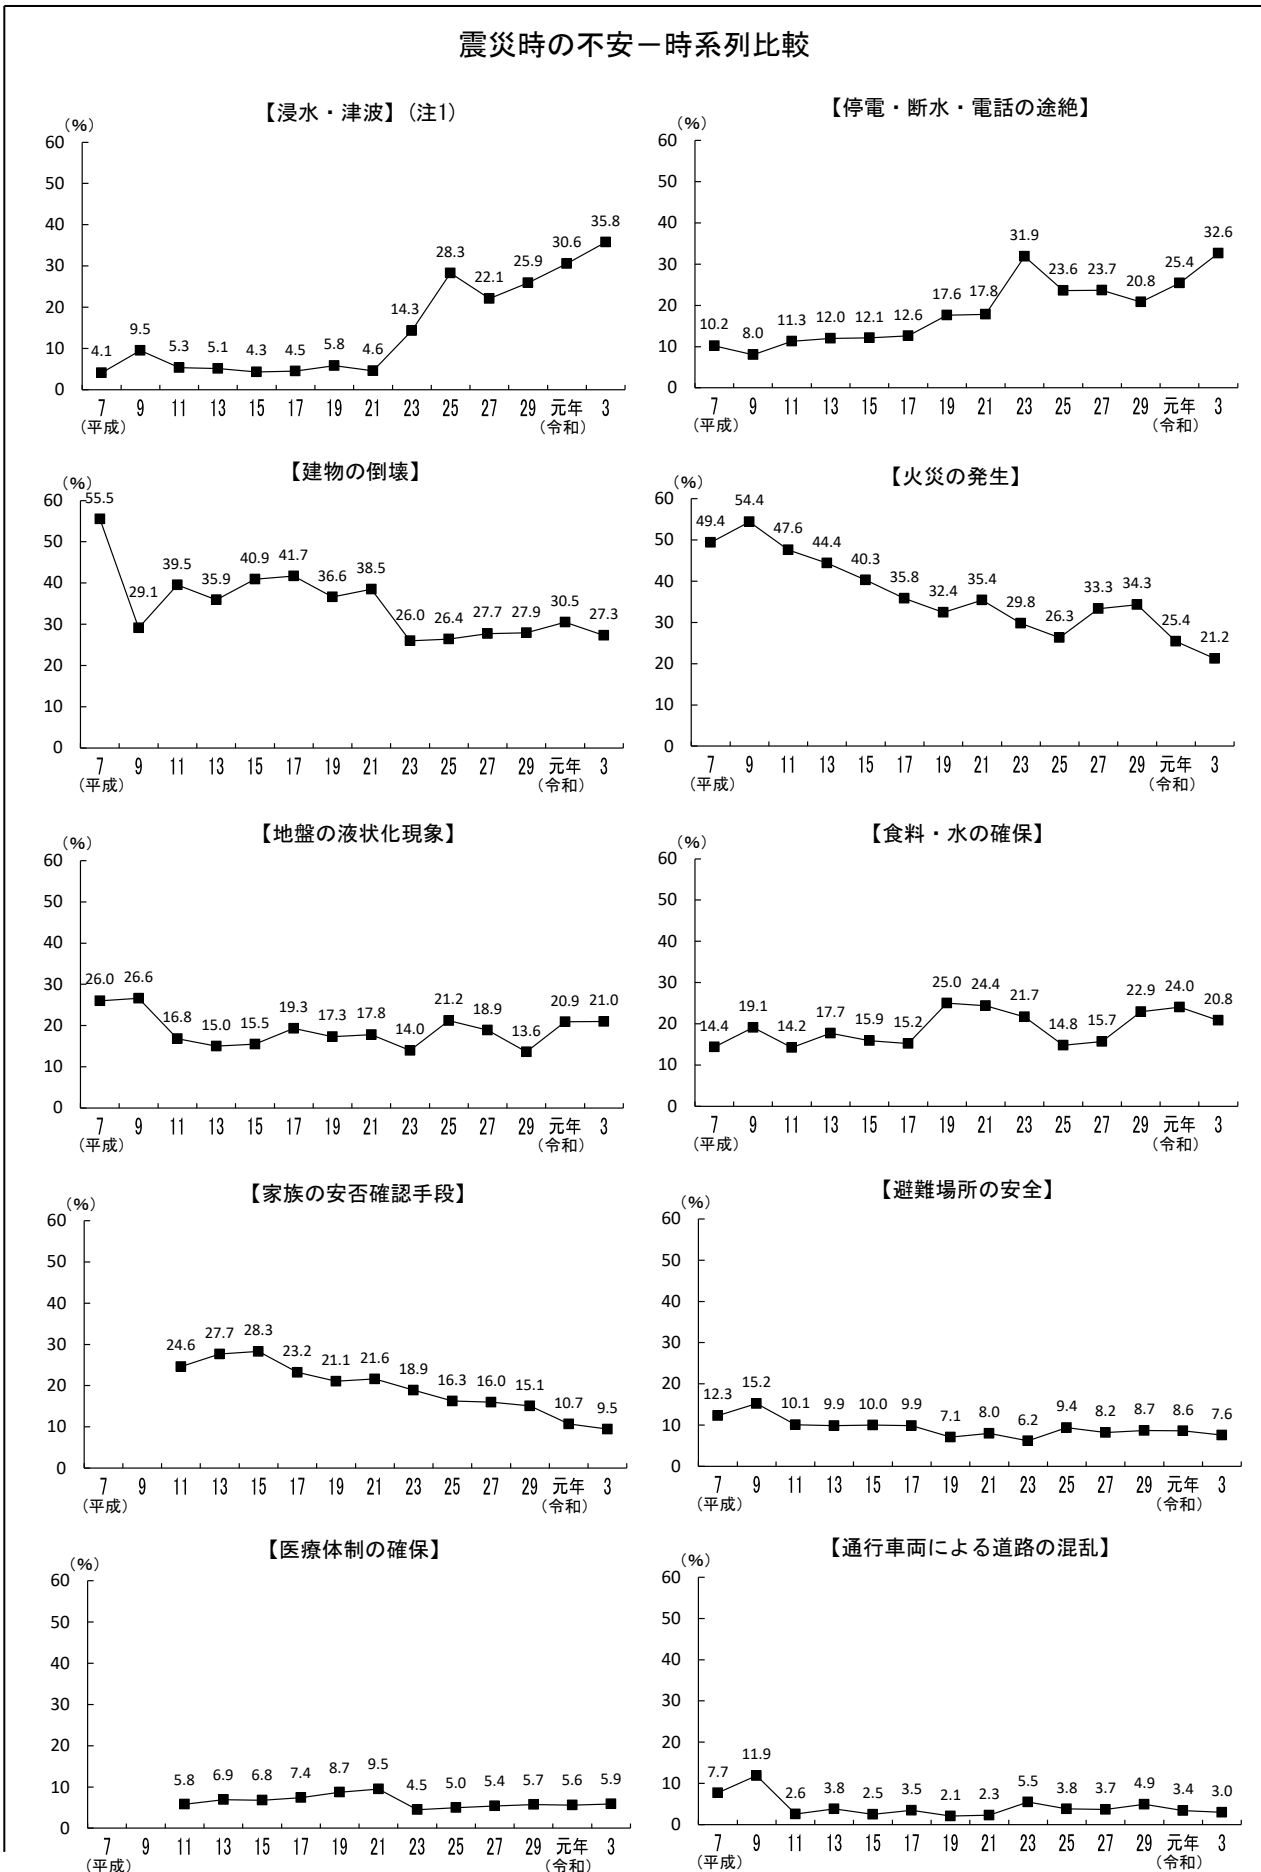 震災時の不安－時系列比較
【浸水・津波】(注1)
(%)
60
50
40
30
20
10
0
4.1 9.5 5.3 5.1 4.3 4.5 5.8 4.6 14.3 28.3 22.1 25.9 30.6 35.8
7 9 11 13 15 17 19 21 23 25 27 29 元年 3
(平成) (令和)
【停電・断水・電話の途絶】
(%)
60
50
40
30
20
10
0
10.2 8.0 11.3 12.0 12.1 12.6 17.6 17.8 31.9 23.6 23.7 20.8 25.4 32.6
7 9 11 13 15 17 19 21 23 25 27 29 元年 3
(平成) (令和)
【建物の倒壊】
(%)
60
50
40
30
20
10
0
55.5 29.1 39.5 35.9 40.9 41.7 36.6 38.5 26.0 26.4 27.7 27.9 30.5 27.3
7 9 11 13 15 17 19 21 23 25 27 29 元年 3
(平成) (令和)
【火災の発生】
(%)
60
50
40
30
20
10
0
49.4 54.4 47.6 44.4 40.3 35.8 32.4 35.4 29.8 26.3 33.3 34.3 25.4 21.2
7 9 11 13 15 17 19 21 23 25 27 29 元年 3
(平成) (令和)
【地盤の液状化現象】
(%)
60
50
40
30
20
10
0
26.0 26.6 16.8 15.0 15.5 19.3 17.3 17.8 14.0 21.2 18.9 13.6 20.9 21.0
7 9 11 13 15 17 19 21 23 25 27 29 元年 3
(平成) (令和)
【食料・水の確保】
(%)
60
50
40
30
20
10
0
14.4 19.1 14.2 17.7 15.9 15.2 25.0 24.4 21.7 14.8 15.7 22.9 24.0 20.8
7 9 11 13 15 17 19 21 23 25 27 29 元年 3
(平成) (令和)
【家族の安否確認手段】
(%)
60
50
40
30
20
10
0
24.6 27.7 28.3 23.2 21.1 21.6 18.9 16.3 16.0 15.1 10.7 9.5
7 9 11 13 15 17 19 21 23 25 27 29 元年 3
(平成) (令和)
【避難場所の安全】
(%)
60
50
40
30
20
10
0
12.3 15.2 10.1 9.9 10.0 9.9 7.1 8.0 6.2 9.4 8.2 8.7 8.6 7.6
7 9 11 13 15 17 19 21 23 25 27 29 元年 3
(平成) (令和)
【医療体制の確保】
(%)
60
50
40
30
20
10
0
5.8 6.9 6.8 7.4 8.7 9.5 4.5 5.0 5.4 5.7 5.6 5.9
7 9 11 13 15 17 19 21 23 25 27 29 元年 3
(平成) (令和)
【通行車両による道路の混乱】
(%)
60
50
40
30
20
10
0
7.7 11.9 2.6 3.8 2.5 3.5 2.1 2.3 5.5 3.8 3.7 4.9 3.4 3.0
7 9 11 13 15 17 19 21 23 25 27 29 元年 3
(平成) (令和)